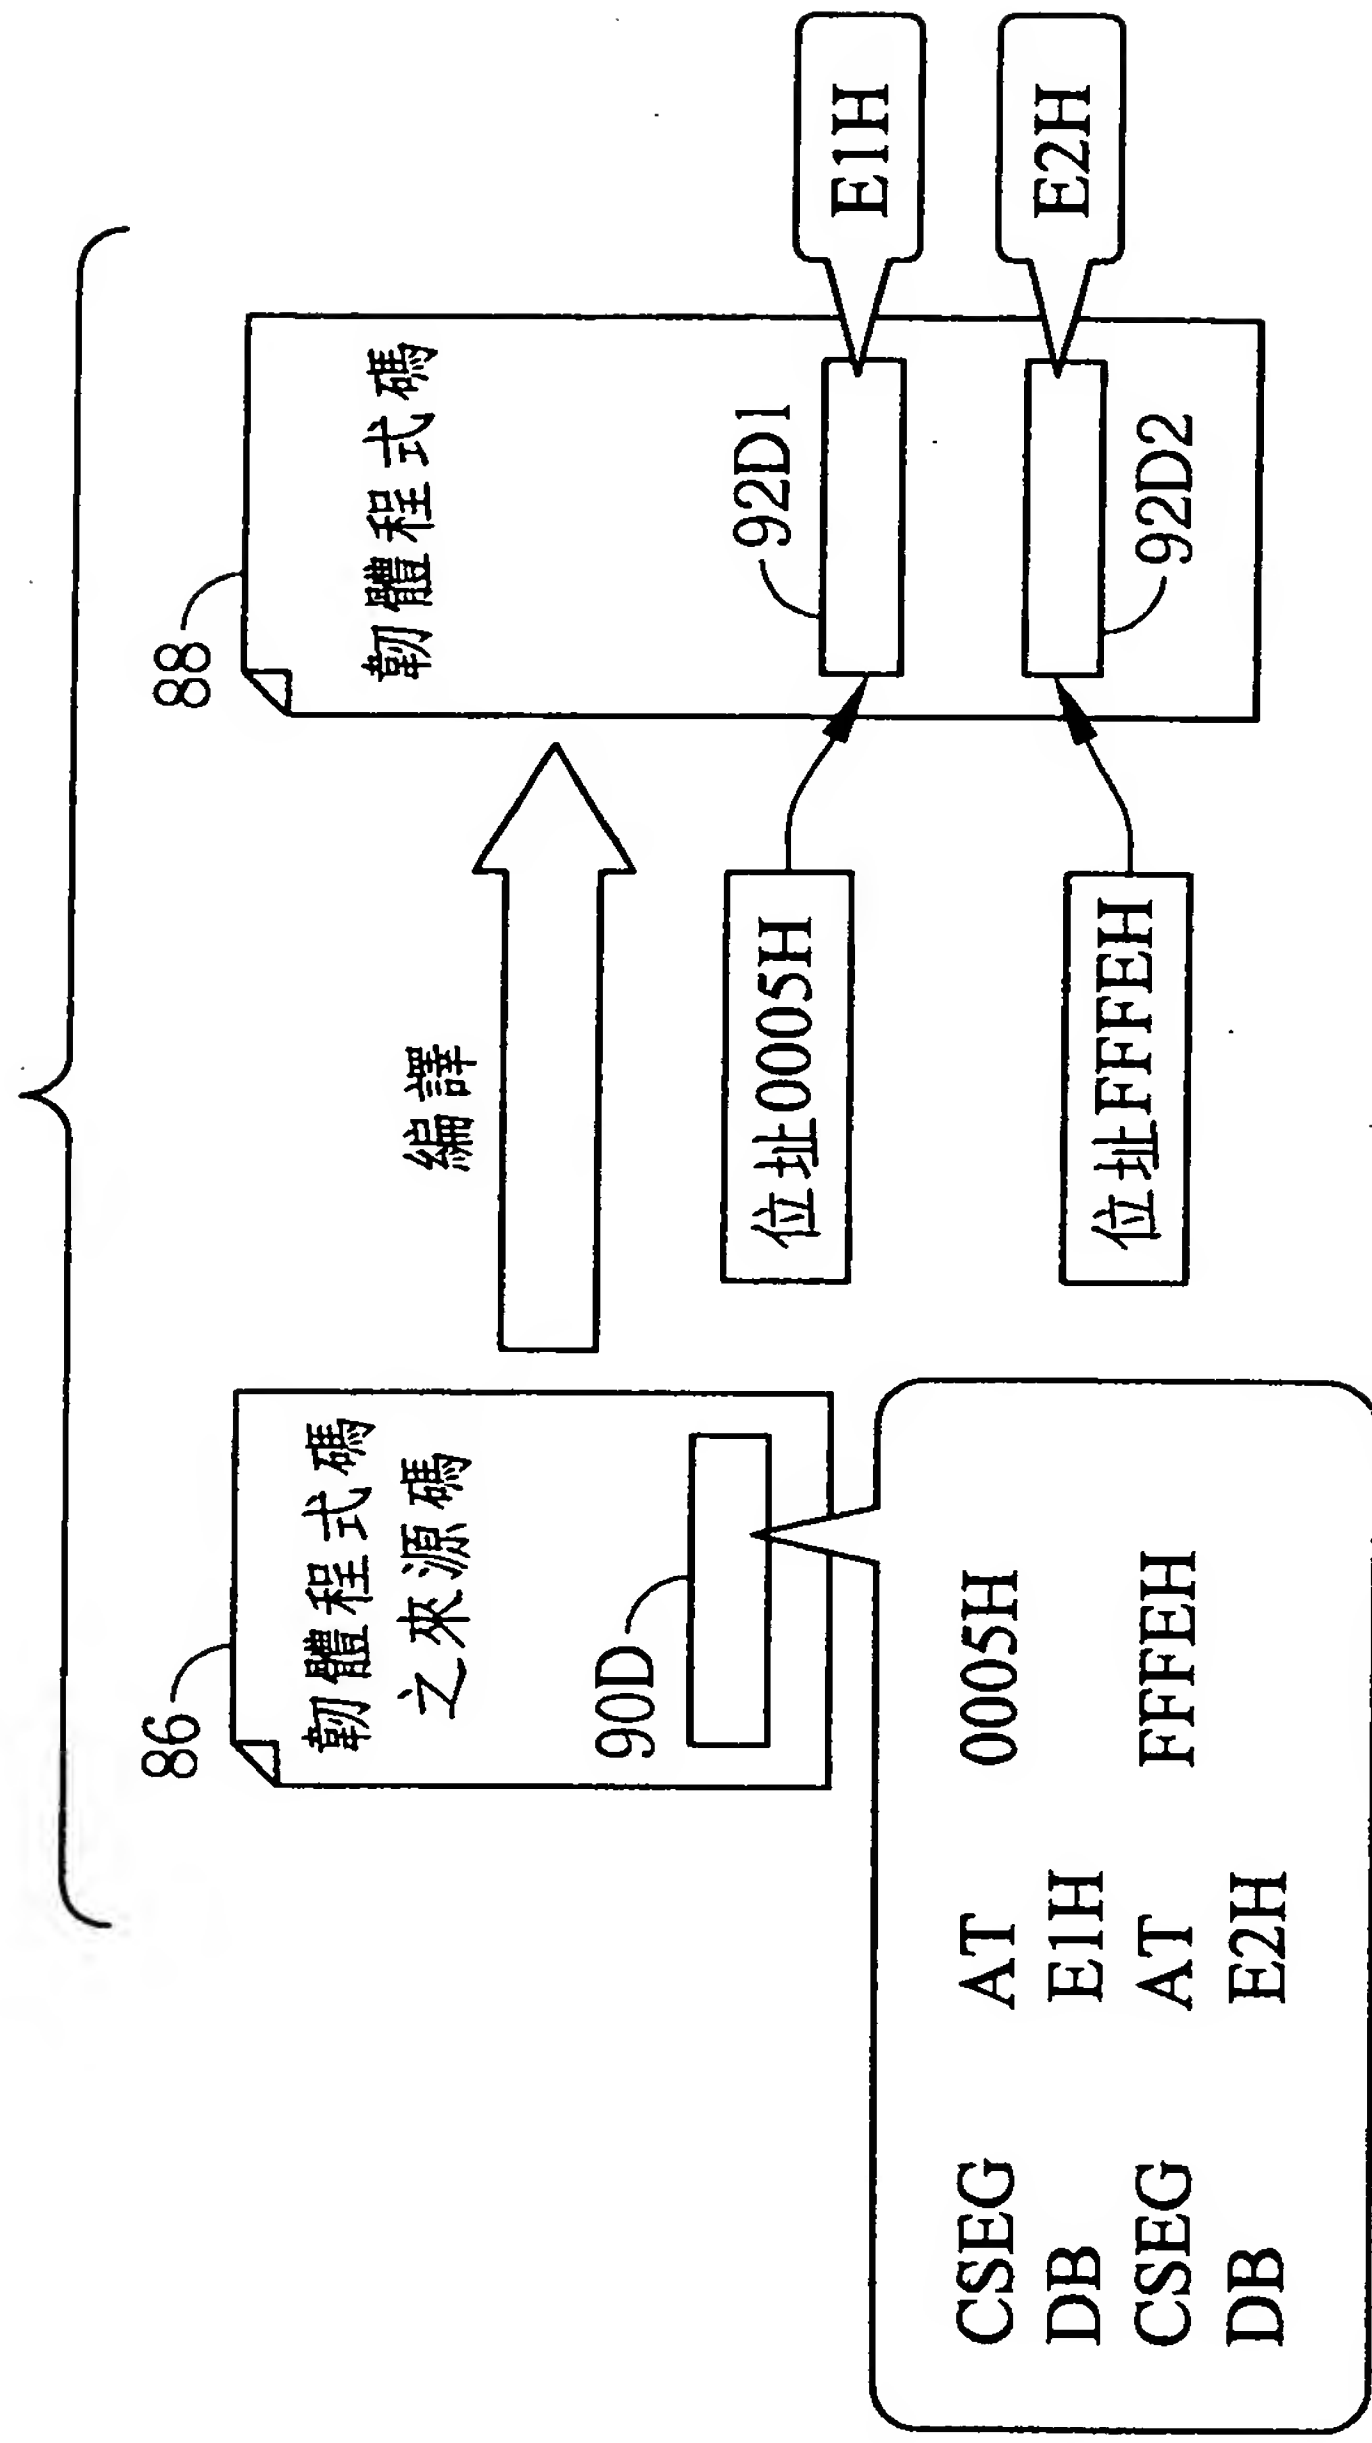 86
韌體程式碼
之來源碼
90D
CSEG AT 0005H
DB E1H
CSEG AT FFFEH
DB E2H
編譯
位址0005H
位址FFFEH
88
韌體程式碼
92D1
92D2
E1H
E2H